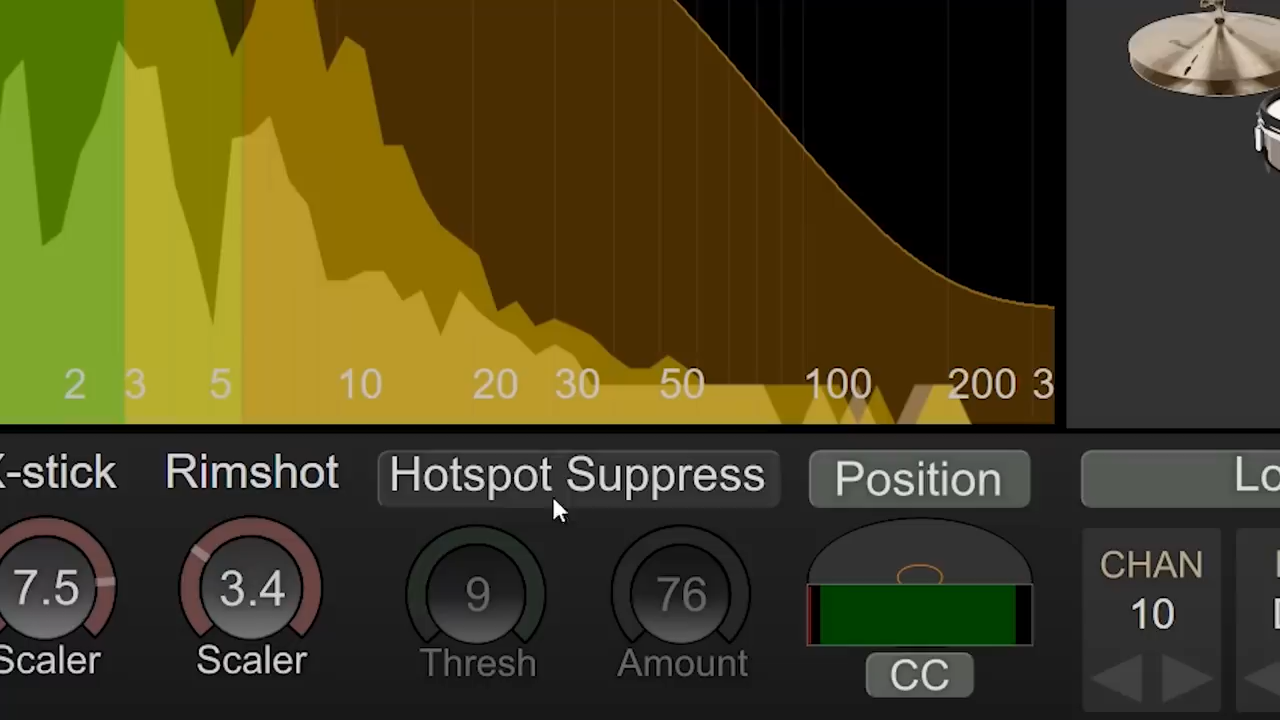 2 3 5 10 20 30 50 100 200 3
X-stick Rimshot Hotspot Suppress Position Lo
7.5 3.4 9 76 CHAN
10
Scaler Scaler Thresh Amount CC